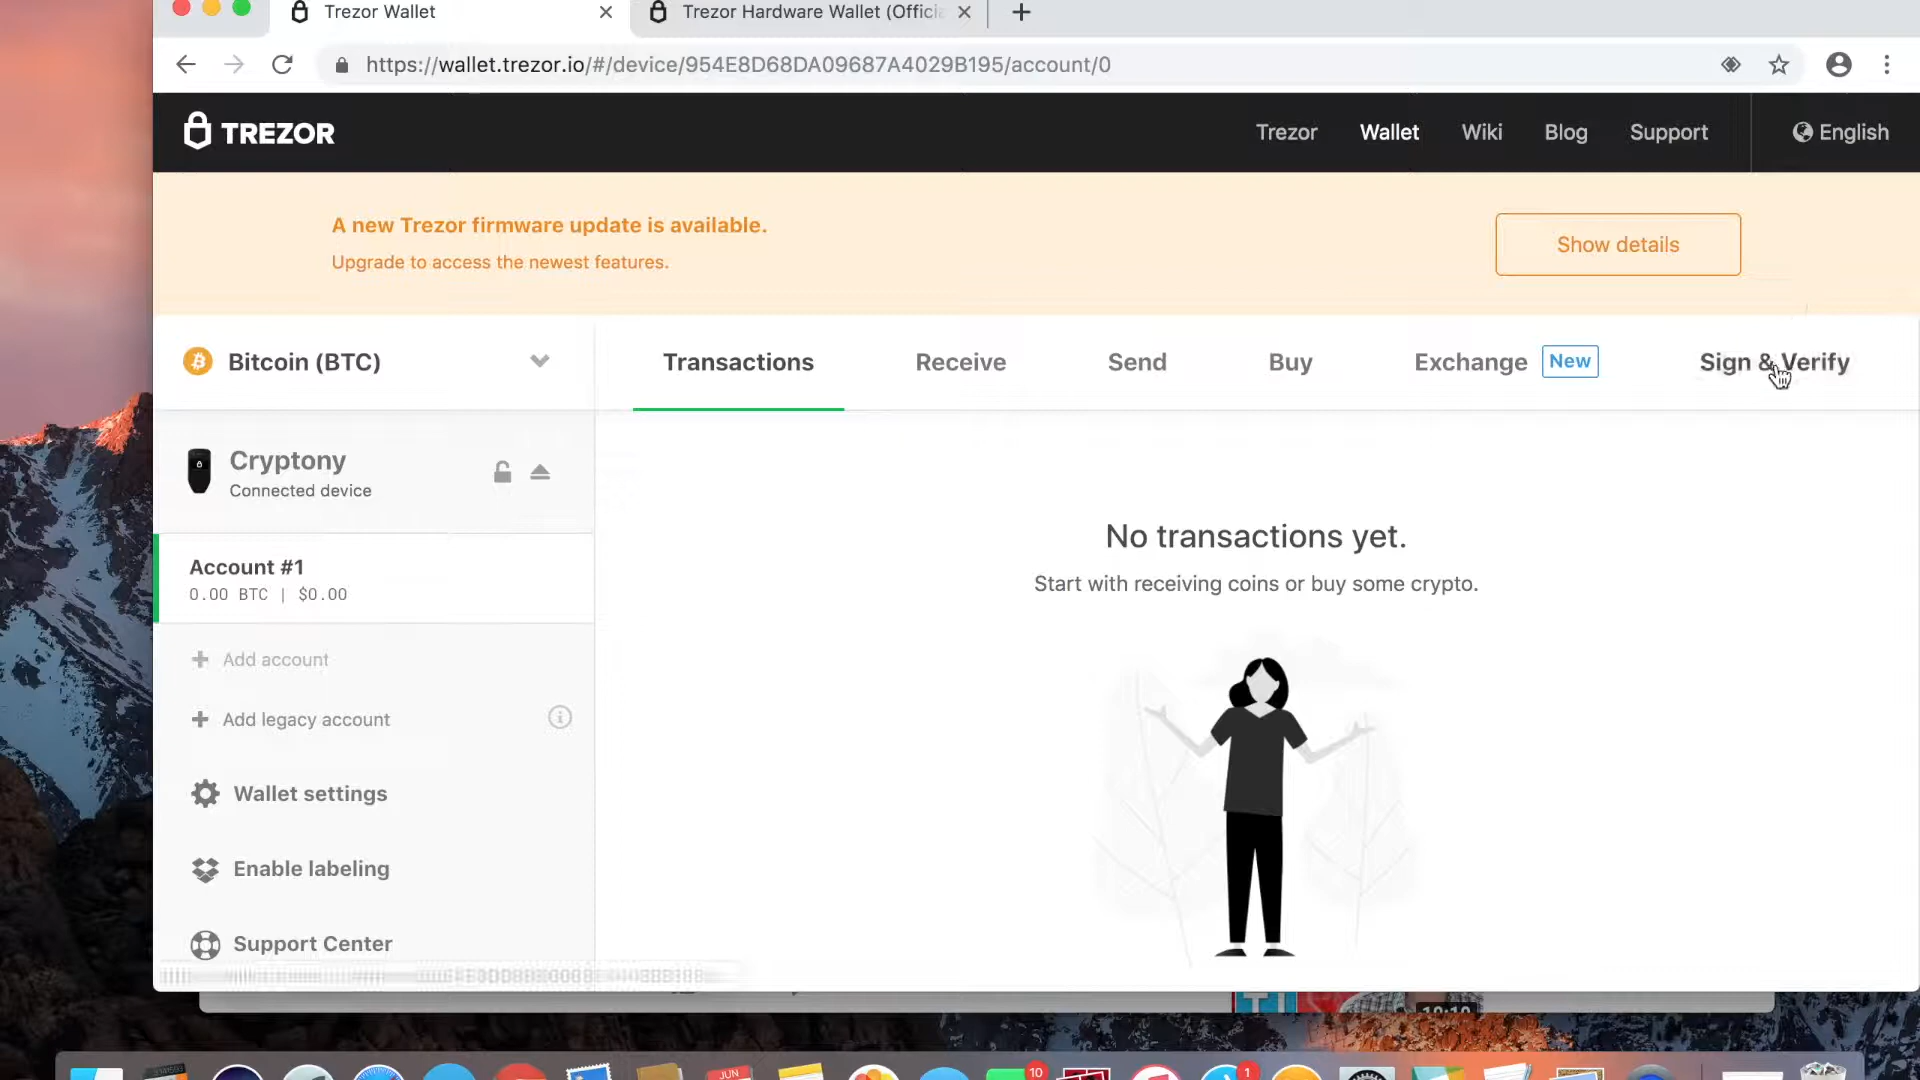 Trezor Wallet
Trezor Hardware Wallet (Offici
https://wallet.trezor.io/#/device/954E8D68DA09687A4029B195/account/0
TREZOR
Trezor Wallet Wiki Blog Support English
A new Trezor firmware update is available.
Upgrade to access the newest features.
Show details
Bitcoin (BTC)
Transactions Receive Send Buy Exchange New Sign & Verify
Cryptony
Connected device
Account #1
0.00 BTC | $0.00
Add account
Add legacy account
Wallet settings
Enable labeling
Support Center
No transactions yet.
Start with receiving coins or buy some crypto.
JUN
10
1